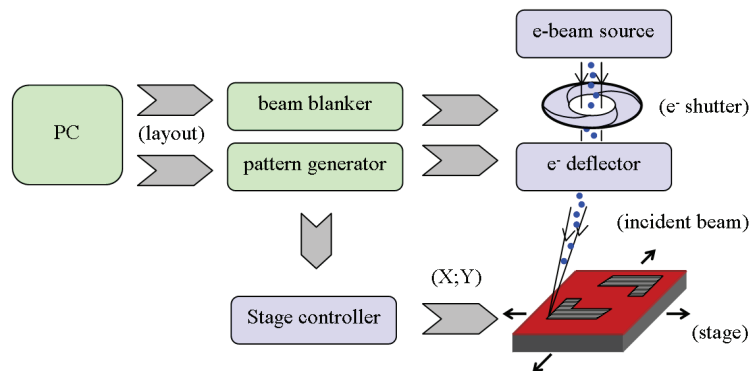 e-beam source
beam blanker
PC
(layout)
(e⁻ shutter)
pattern generator
e⁻ deflector
(incident beam)
(X;Y)
Stage controller
(stage)